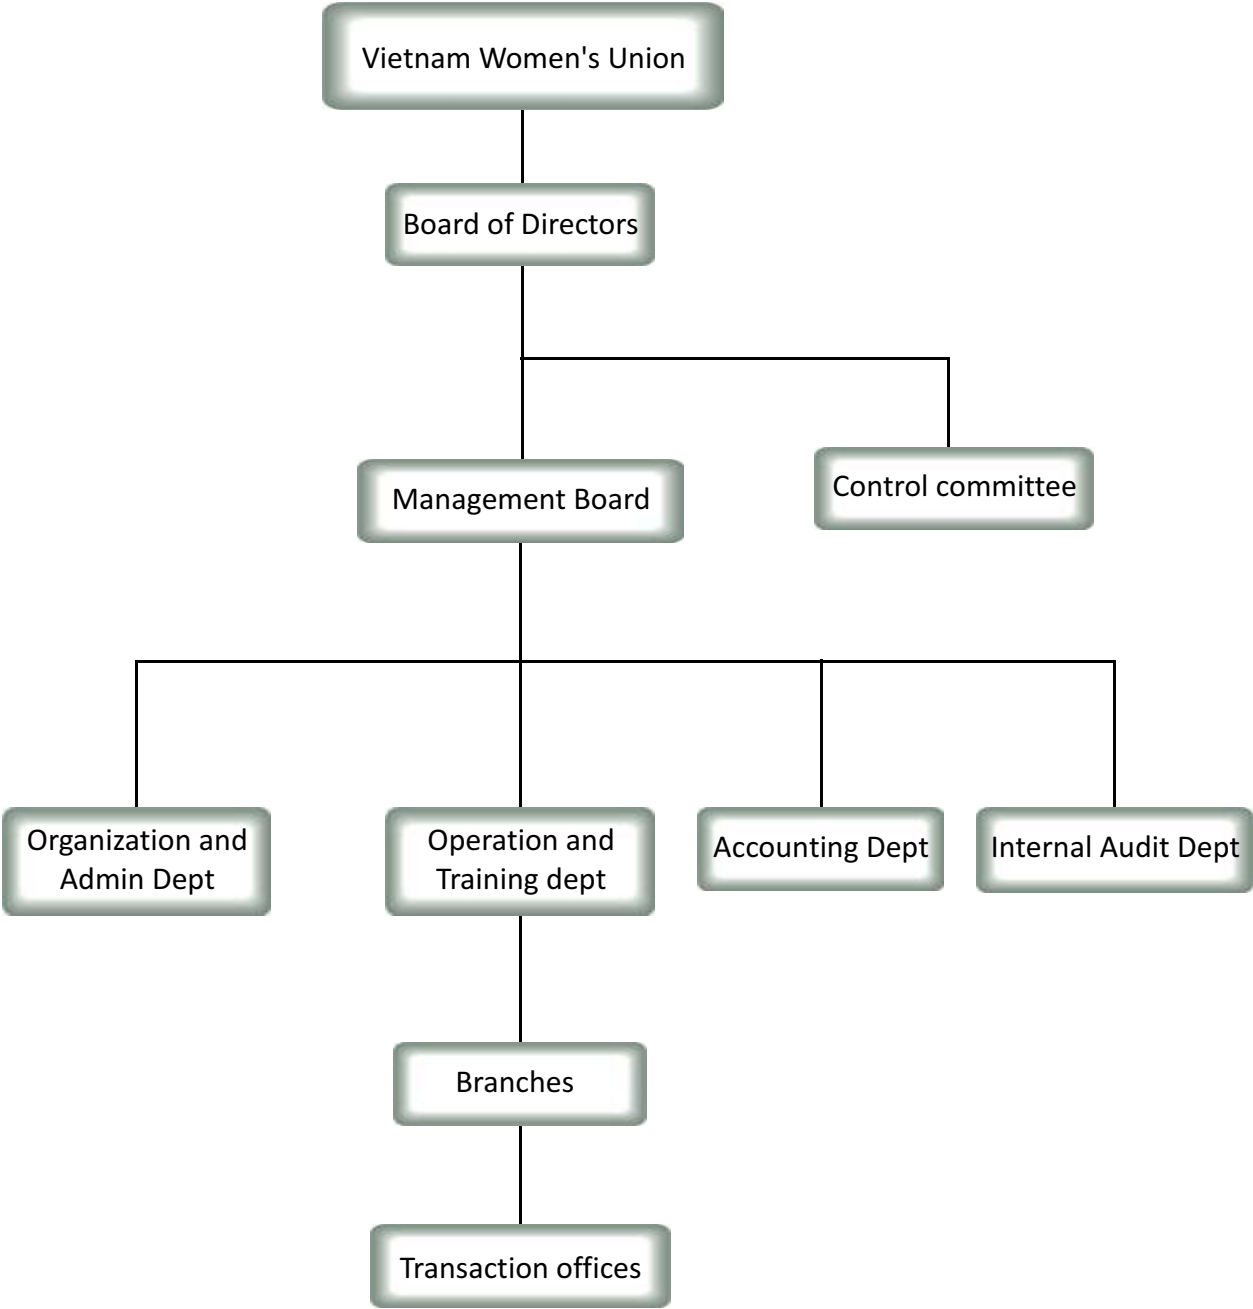 Vietnam Women's Union
Board of Directors
Management Board
Control committee
Organization and
Admin Dept
Operation and
Training dept
Accounting Dept
Internal Audit Dept
Branches
Transaction offices